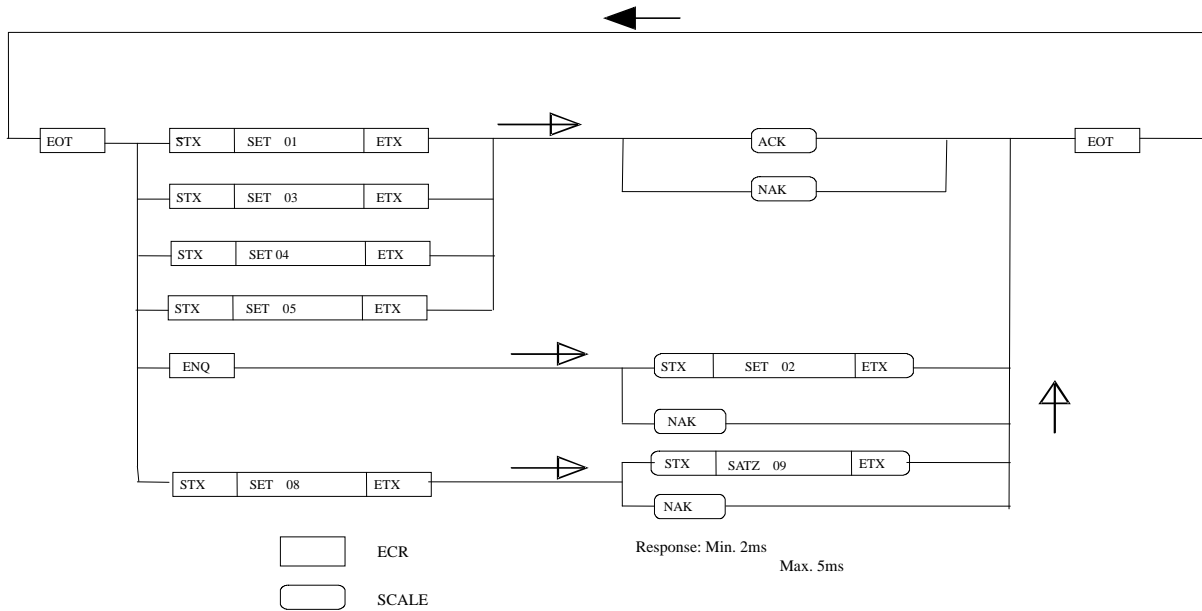 EOT STX SET 01 ETX ACK EOT
NAK
STX SET 03 ETX
STX SET 04 ETX
STX SET 05 ETX
ENQ STX SET 02 ETX
NAK
STX SATZ 09 ETX
STX SET 08 ETX
NAK
ECR
Response: Min. 2ms
Max. 5ms
SCALE